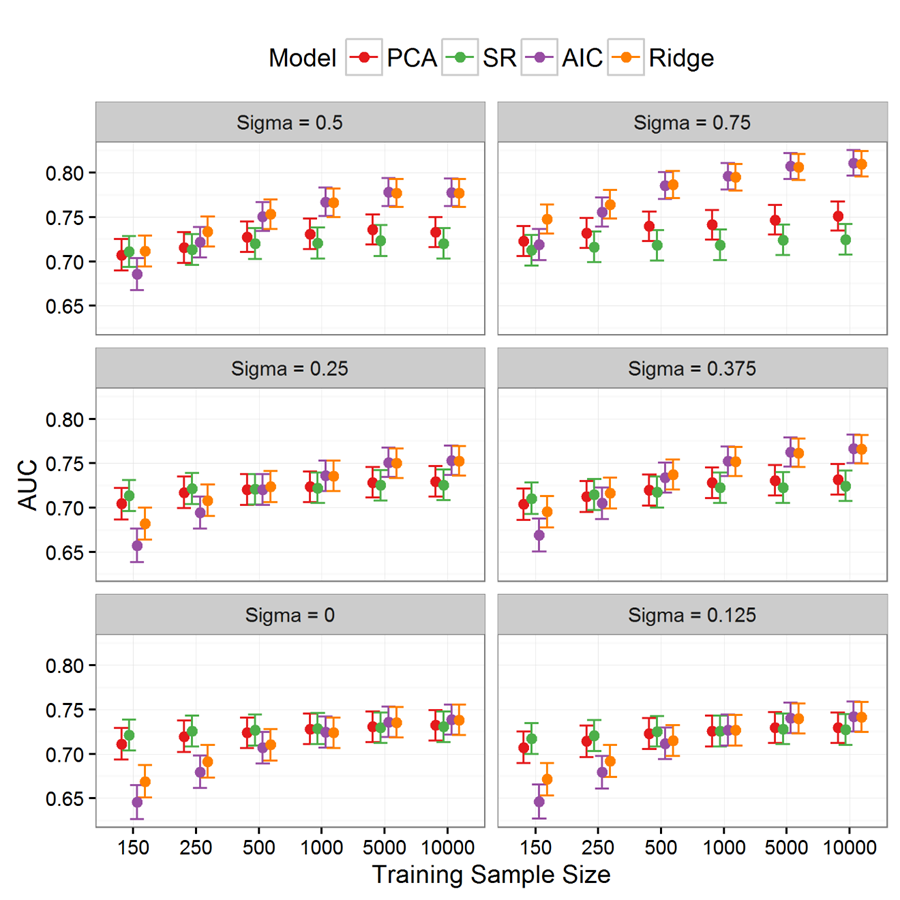 Model PCA SR AIC Ridge
Sigma = 0.5 Sigma = 0.75
0.80
0.75
0.70
0.65
Sigma = 0.25 Sigma = 0.375
0.80
0.75
0.70
0.65
AUC
Sigma = 0 Sigma = 0.125
0.80
0.75
0.70
0.65
150 250 500 1000 5000 10000 150 250 500 1000 5000 10000
Training Sample Size